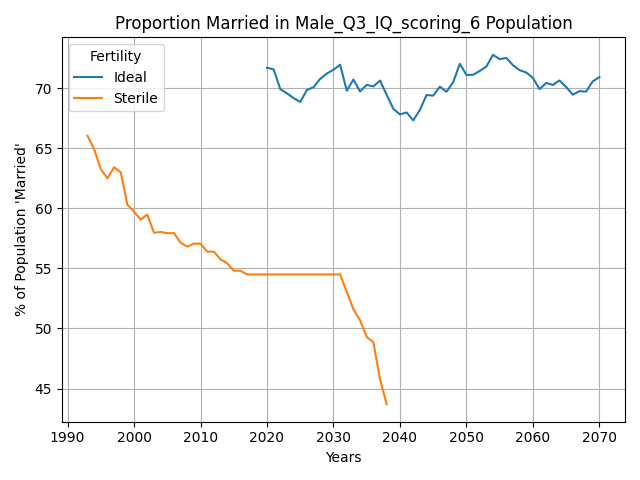 Proportion Married in Male_Q3_IQ_scoring_6 Population
Fertility
Ideal
Sterile
% of Population 'Married'
70
65
60
55
50
45
1990 2000 2010 2020 2030 2040 2050 2060 2070
Years